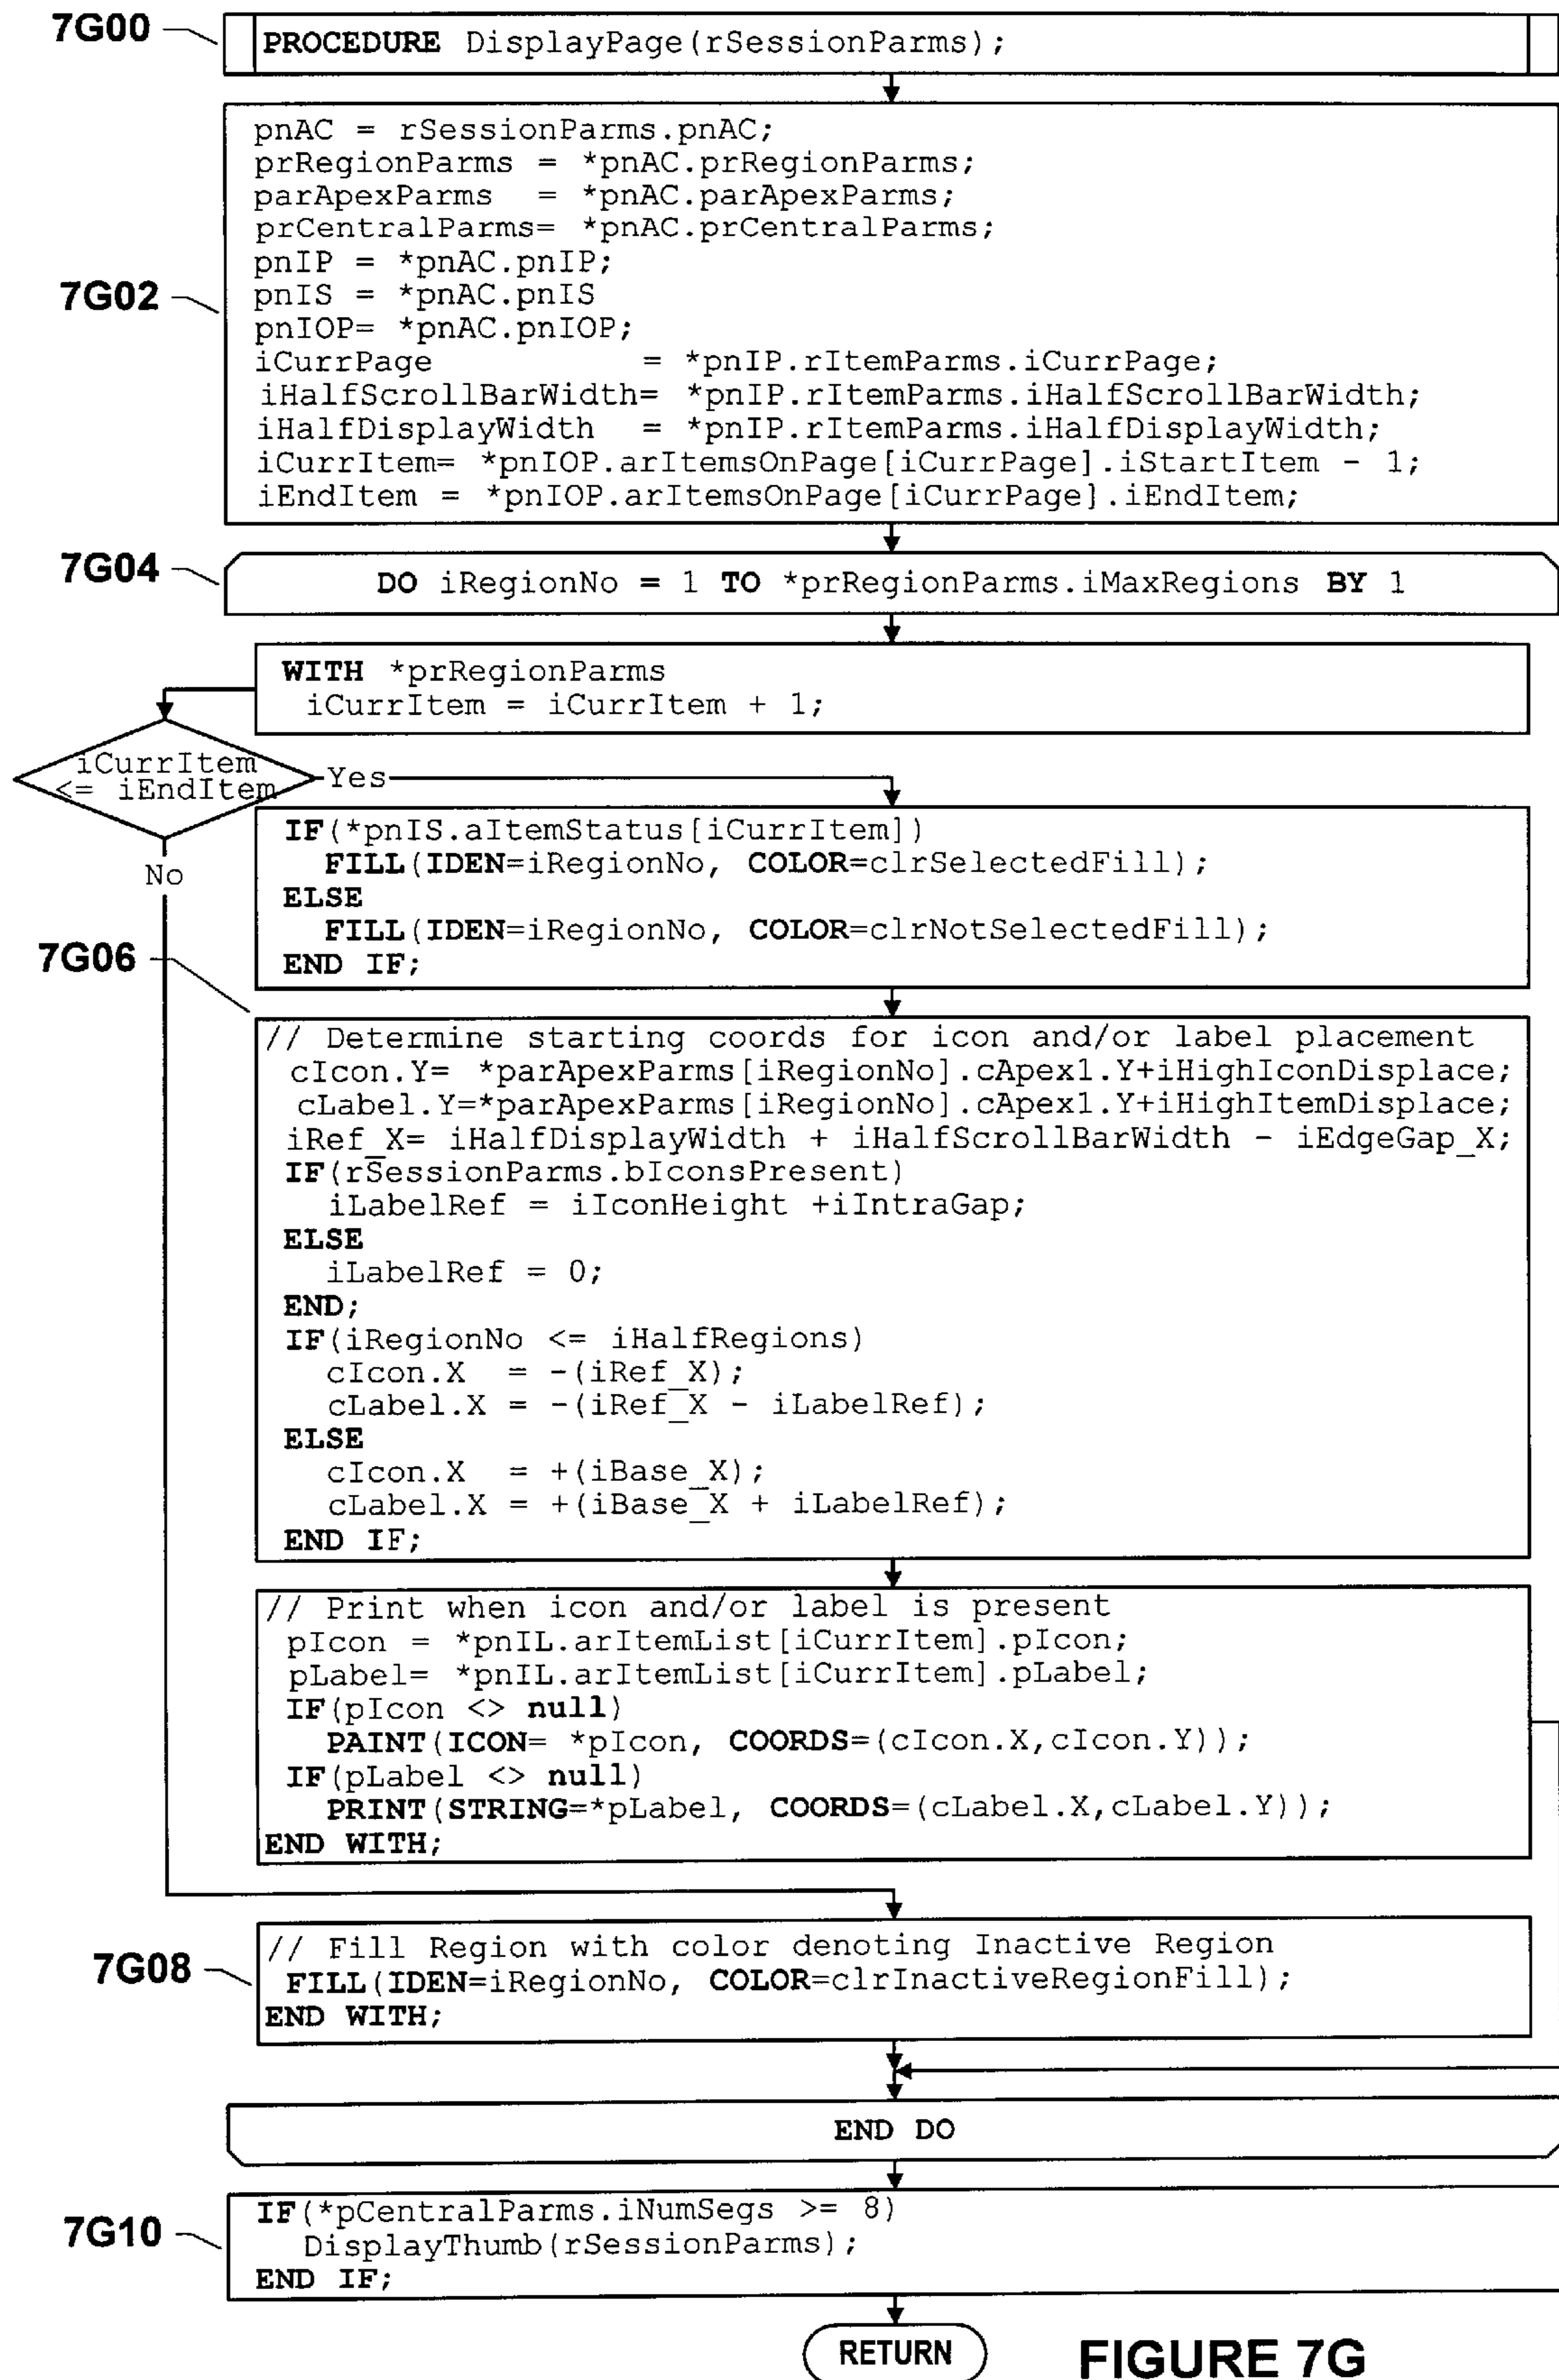 7G00
PROCEDURE DisplayPage(rSessionParms);
7G02
pnAC = rSessionParms.pnAC;
prRegionParms = *pnAC.prRegionParms;
parApexParms = *pnAC.parApexParms;
prCentralParms= *pnAC.prCentralParms;
pnIP = *pnAC.pnIP;
pnIS = *pnAC.pnIS
pnIOP= *pnAC.pnIOP;
iCurrPage = *pnIP.rItemParms.iCurrPage;
iHalfScrollBarWidth= *pnIP.rItemParms.iHalfScrollBarWidth;
iHalfDisplayWidth = *pnIP.rItemParms.iHalfDisplayWidth;
iCurrItem= *pnIOP.arItemsOnPage[iCurrPage].iStartItem - 1;
iEndItem = *pnIOP.arItemsOnPage[iCurrPage].iEndItem;
7G04
DO iRegionNo = 1 TO *prRegionParms.iMaxRegions BY 1
WITH *prRegionParms
iCurrItem = iCurrItem + 1;
iCurrItem
<= iEndItem
Yes
No
IF(*pnIS.aItemStatus[iCurrItem])
FILL(IDEN=iRegionNo, COLOR=clrSelectedFill);
ELSE
FILL(IDEN=iRegionNo, COLOR=clrNotSelectedFill);
END IF;
7G06
// Determine starting coords for icon and/or label placement
cIcon.Y= *parApexParms[iRegionNo].cApex1.Y+iHighIconDisplace;
cLabel.Y=*parApexParms[iRegionNo].cApex1.Y+iHighItemDisplace;
iRef_X= iHalfDisplayWidth + iHalfScrollBarWidth - iEdgeGap_X;
IF(rSessionParms.bIconsPresent)
iLabelRef = iIconHeight +iIntraGap;
ELSE
iLabelRef = 0;
END;
IF(iRegionNo <= iHalfRegions)
cIcon.X = -(iRef_X);
cLabel.X = -(iRef_X - iLabelRef);
ELSE
cIcon.X = +(iBase_X);
cLabel.X = +(iBase_X + iLabelRef);
END IF;
// Print when icon and/or label is present
pIcon = *pnIL.arItemList[iCurrItem].pIcon;
pLabel= *pnIL.arItemList[iCurrItem].pLabel;
IF(pIcon <> null)
PAINT(ICON= *pIcon, COORDS=(cIcon.X,cIcon.Y));
IF(pLabel <> null)
PRINT(STRING=*pLabel, COORDS=(cLabel.X,cLabel.Y));
END WITH;
7G08
// Fill Region with color denoting Inactive Region
FILL(IDEN=iRegionNo, COLOR=clrInactiveRegionFill);
END WITH;
END DO
7G10
IF(*pCentralParms.iNumSegs >= 8)
DisplayThumb(rSessionParms);
END IF;
RETURN
FIGURE 7G